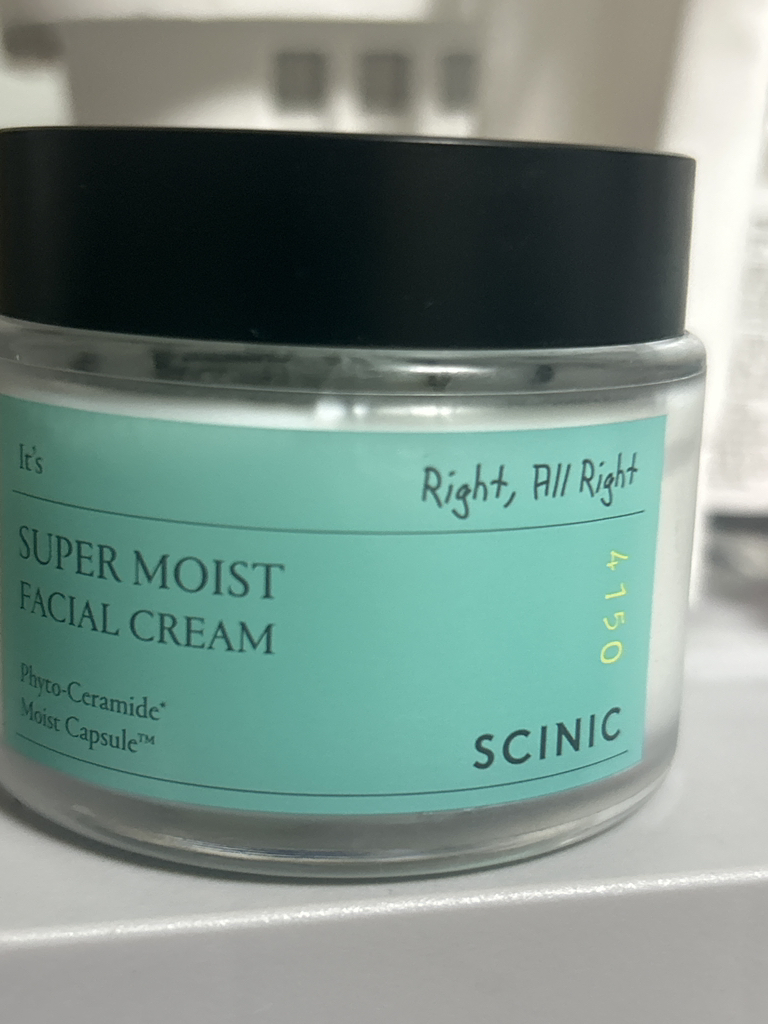 It's
Right, All Right
SUPER MOIST
FACIAL CREAM
4150
Phyto-Ceramide*
Moist Capsule™
SCINIC